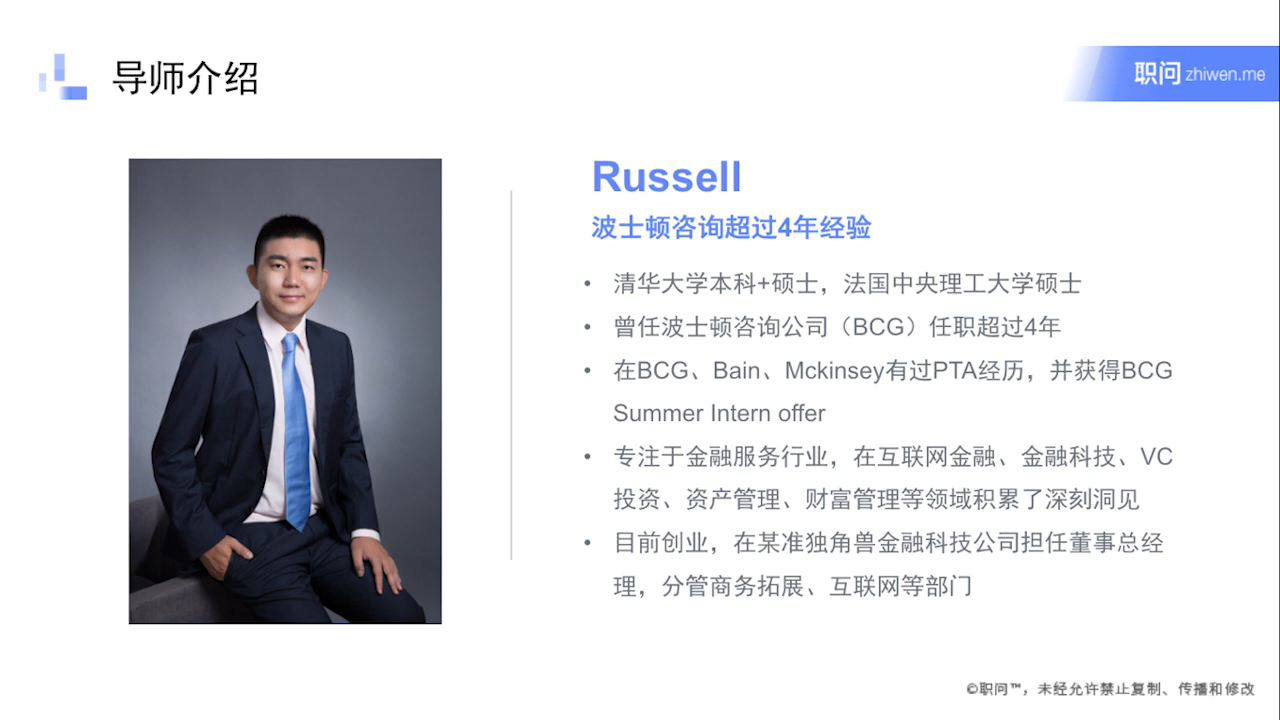 导师介绍
职问 zhiwen.me
Russell
波士顿咨询超过4年经验
• 清华大学本科+硕士，法国中央理工大学硕士
• 曾任波士顿咨询公司（BCG）任职超过4年
• 在BCG、Bain、Mckinsey有过PTA经历，并获得BCG
Summer Intern offer
• 专注于金融服务行业，在互联网金融、金融科技、VC
投资、资产管理、财富管理等领域积累了深刻洞见
• 目前创业，在某准独角兽金融科技公司担任董事总经
理，分管商务拓展、互联网等部门
©职问™，未经允许禁止复制、传播和修改